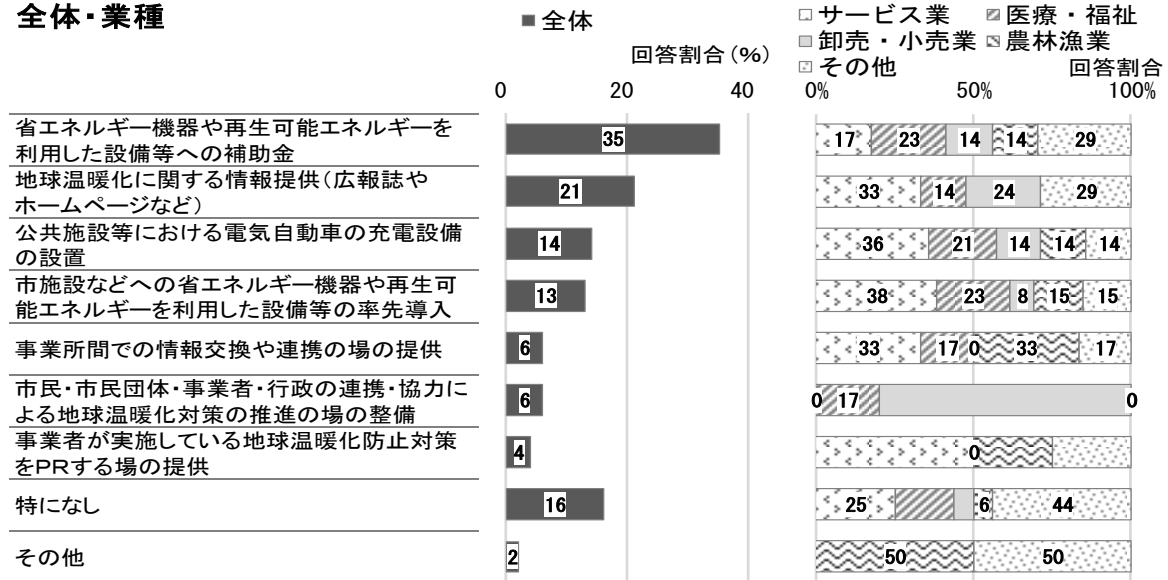 全体・業種
■全体
回答割合(%)
0 20 40
サービス業 医療・福祉
卸売・小売業 農林漁業
その他 回答割合
0% 50% 100%
省エネルギー機器や再生可能エネルギーを
利用した設備等への補助金
35
17 23 14 14 29
地球温暖化に関する情報提供(広報誌や
ホームページなど)
21
33 14 24 29
公共施設等における電気自動車の充電設備
の設置
14
36 21 14 14 14
市施設などへの省エネルギー機器や再生可
能エネルギーを利用した設備等の率先導入
13
38 23 8 15 15
事業所間での情報交換や連携の場の提供
6
33 17 0 33 17
市民・市民団体・事業者・行政の連携・協力に
よる地球温暖化対策の推進の場の整備
6
0 17 0
事業者が実施している地球温暖化防止対策
をPRする場の提供
4
0
特になし
16
25 6 44
その他
2
50 50